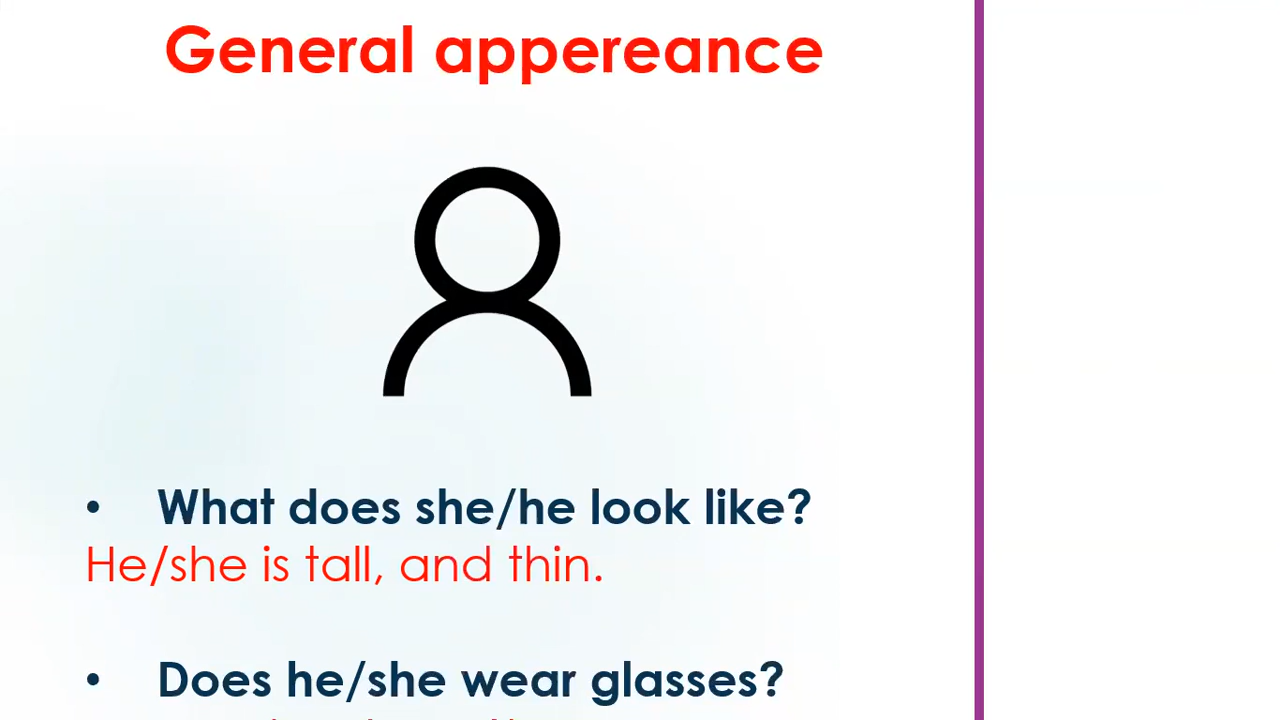 General appereance
• What does she/he look like?
He/she is tall, and thin.
• Does he/she wear glasses?